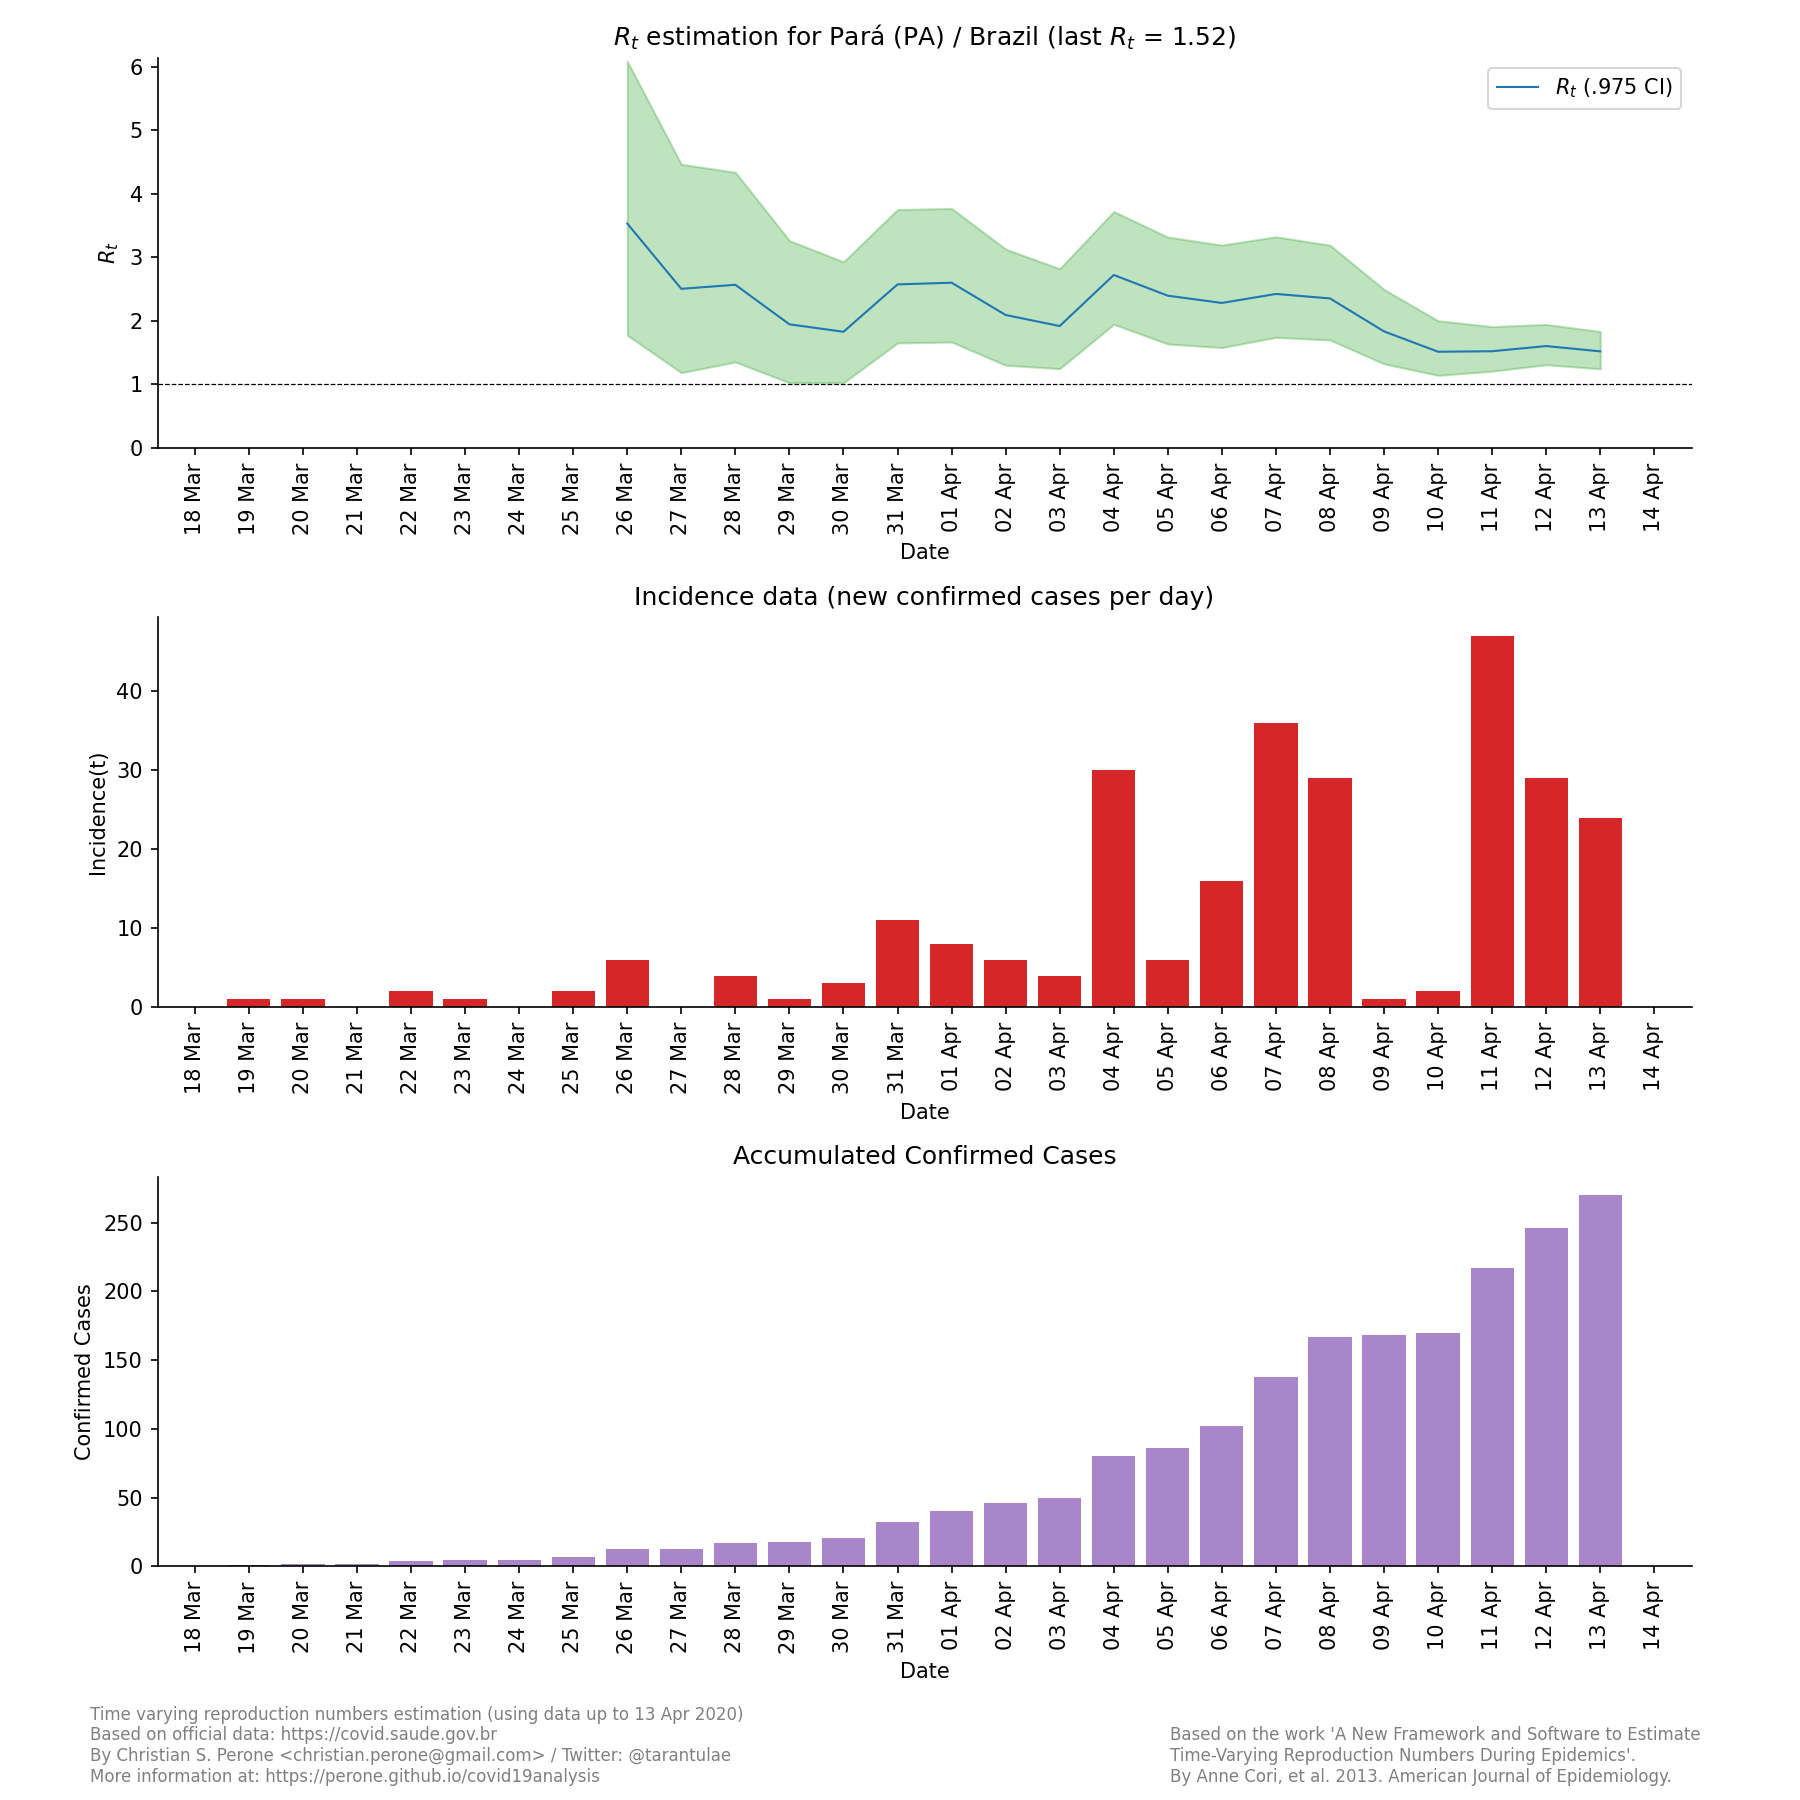 R_t estimation for Pará (PA) / Brazil (last R_t = 1.52)
R_t (.975 CI)
R_t
6
5
4
3
2
1
0
18 Mar 19 Mar 20 Mar 21 Mar 22 Mar 23 Mar 24 Mar 25 Mar 26 Mar 27 Mar 28 Mar 29 Mar 30 Mar 31 Mar 01 Apr 02 Apr 03 Apr 04 Apr 05 Apr 06 Apr 07 Apr 08 Apr 09 Apr 10 Apr 11 Apr 12 Apr 13 Apr 14 Apr
Date
Incidence data (new confirmed cases per day)
Incidence(t)
40
30
20
10
0
18 Mar 19 Mar 20 Mar 21 Mar 22 Mar 23 Mar 24 Mar 25 Mar 26 Mar 27 Mar 28 Mar 29 Mar 30 Mar 31 Mar 01 Apr 02 Apr 03 Apr 04 Apr 05 Apr 06 Apr 07 Apr 08 Apr 09 Apr 10 Apr 11 Apr 12 Apr 13 Apr 14 Apr
Date
Accumulated Confirmed Cases
Confirmed Cases
250
200
150
100
50
0
18 Mar 19 Mar 20 Mar 21 Mar 22 Mar 23 Mar 24 Mar 25 Mar 26 Mar 27 Mar 28 Mar 29 Mar 30 Mar 31 Mar 01 Apr 02 Apr 03 Apr 04 Apr 05 Apr 06 Apr 07 Apr 08 Apr 09 Apr 10 Apr 11 Apr 12 Apr 13 Apr 14 Apr
Date
Time varying reproduction numbers estimation (using data up to 13 Apr 2020)
Based on official data: https://covid.saude.gov.br
By Christian S. Perone <christian.perone@gmail.com> / Twitter: @tarantulae
More information at: https://perone.github.io/covid19analysis
Based on the work 'A New Framework and Software to Estimate
Time-Varying Reproduction Numbers During Epidemics'.
By Anne Cori, et al. 2013. American Journal of Epidemiology.